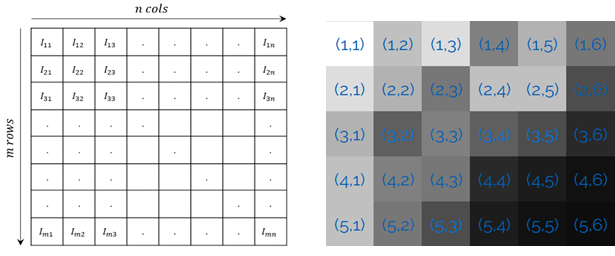 n cols
m rows
I11 I12 I13 . . . . I1n
I21 I22 I23 . . . . I2n
I31 I32 I33 . . . . I3n
. . . . .
. . . . .
. . . . .
. . . . .
Im1 Im2 Im3 . . . . Imn
(1,1) (1,2) (1,3) (1,4) (1,5) (1,6)
(2,1) (2,2) (2,3) (2,4) (2,5) (2,6)
(3,1) (3,2) (3,3) (3,4) (3,5) (3,6)
(4,1) (4,2) (4,3) (4,4) (4,5) (4,6)
(5,1) (5,2) (5,3) (5,4) (5,5) (5,6)